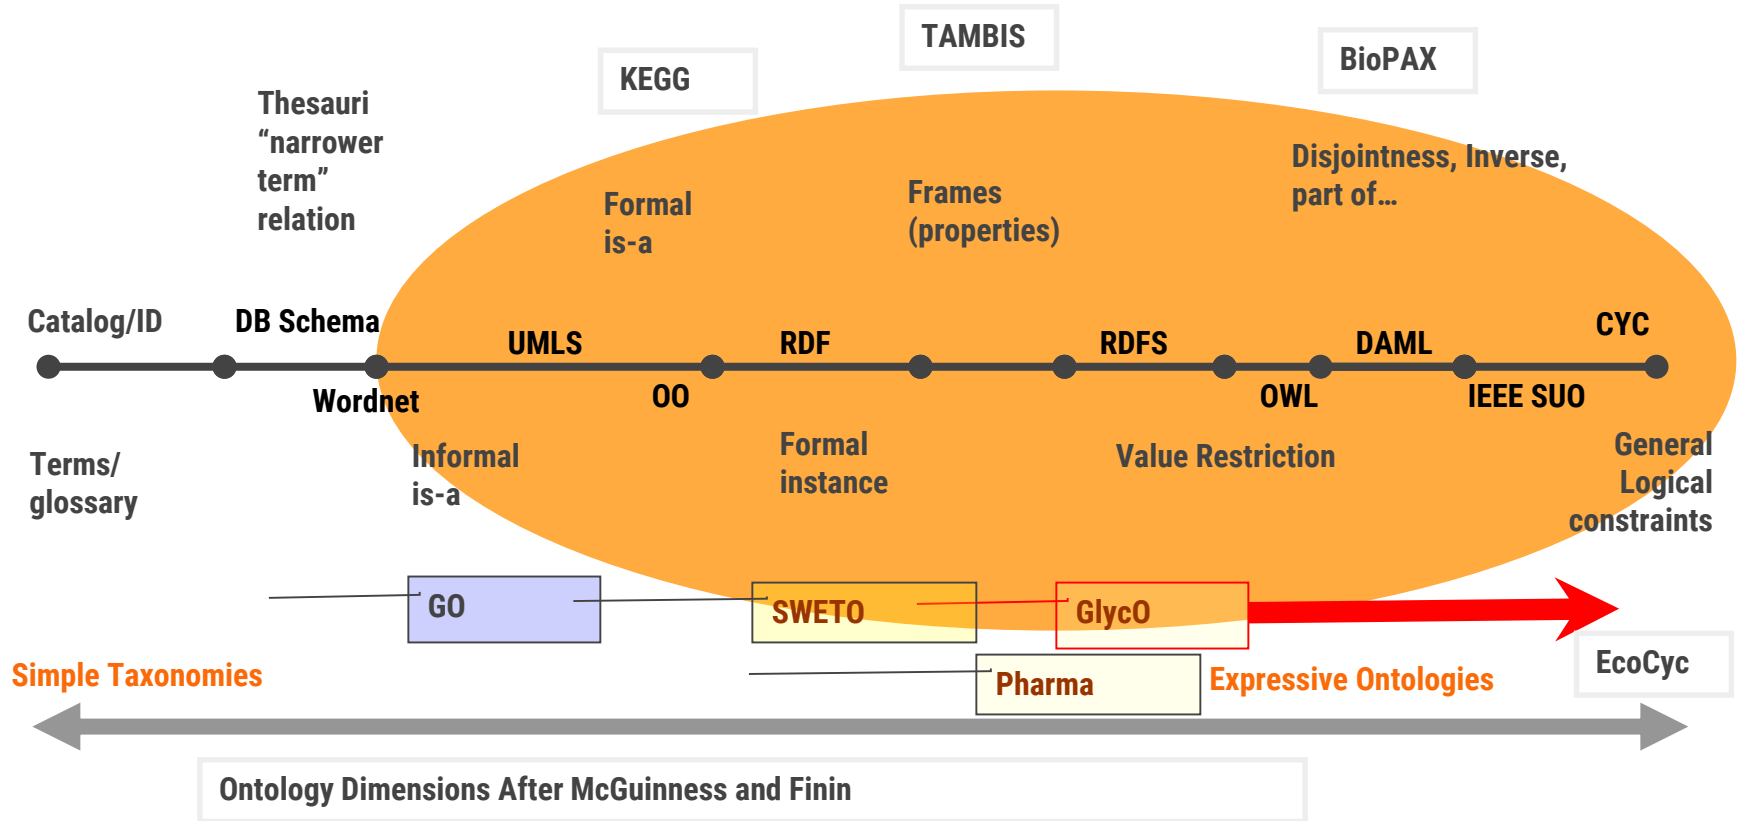 TAMBIS
BioPAX
KEGG
Thesauri
“narrower
term”
relation
Disjointness, Inverse,
part of…
Formal
is-a
Frames
(properties)
Catalog/ID
DB Schema
UMLS
RDF
RDFS
DAML
CYC
Wordnet
OO
OWL
IEEE SUO
Terms/
glossary
Informal
is-a
Formal
instance
Value Restriction
General
Logical
constraints
GO
SWETO
GlycO
EcoCyc
Simple Taxonomies
Pharma
Expressive Ontologies
Ontology Dimensions After McGuinness and Finin